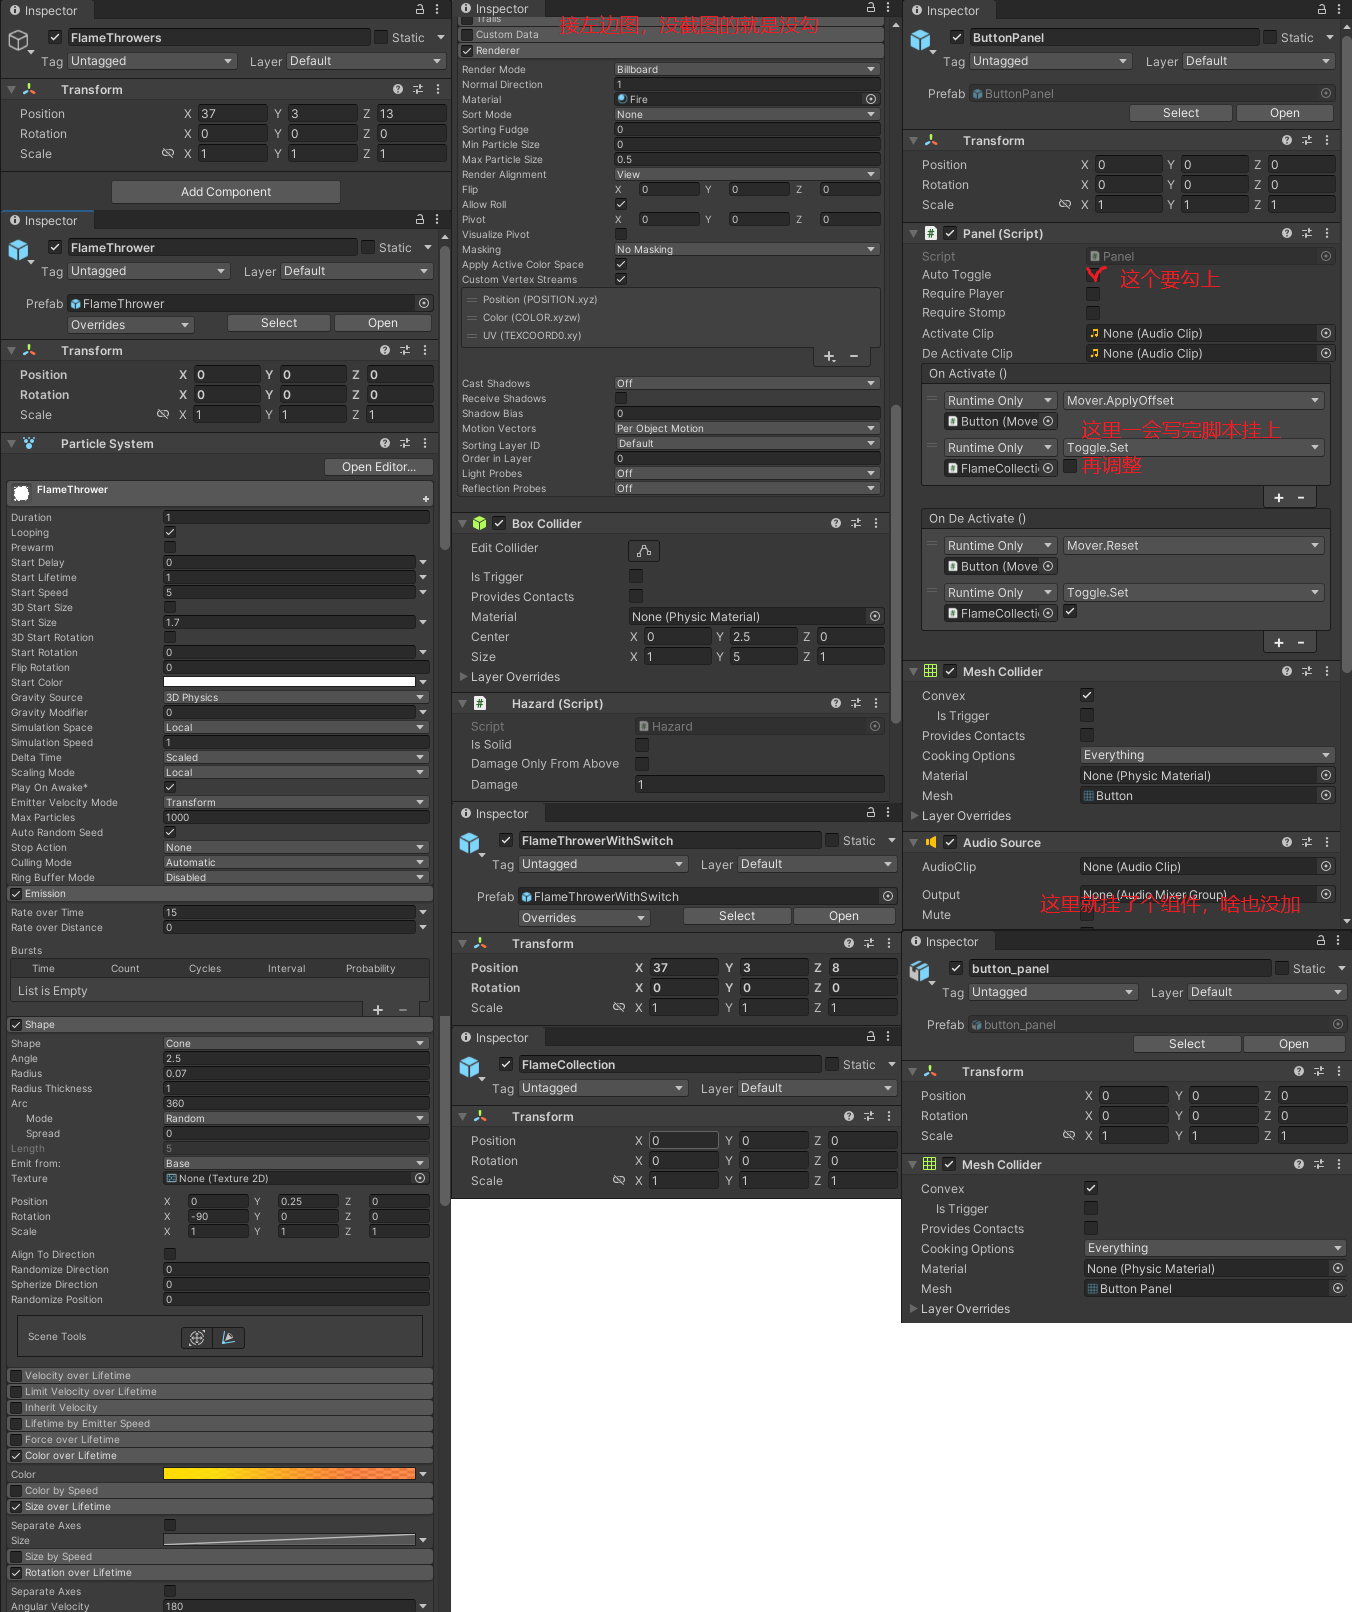 Inspector
FlameThrowers
Static
Tag Untagged
Layer Default
Transform
Position X 37 Y 3 Z 13
Rotation X 0 Y 0 Z 0
Scale X 1 Y 1 Z 1
Add Component
Inspector
FlameThrower
Static
Tag Untagged
Layer Default
Prefab FlameThrower
Overrides
Select
Open
Transform
Position X 0 Y 0 Z 0
Rotation X 0 Y 0 Z 0
Scale X 1 Y 1 Z 1
Particle System
Open Editor...
FlameThrower
Duration 1
Looping
Prewarm
Start Delay 0
Start Lifetime 1
Start Speed 5
3D Start Size
Start Size 1.7
3D Start Rotation
Start Rotation 0
Flip Rotation 0
Start Color
Gravity Source 3D Physics
Gravity Modifier 0
Simulation Space Local
Simulation Speed 1
Delta Time Scaled
Scaling Mode Local
Play On Awake*
Emitter Velocity Mode Transform
Max Particles 1000
Auto Random Seed
Stop Action None
Culling Mode Automatic
Ring Buffer Mode Disabled
Emission
Rate over Time 15
Rate over Distance 0
Bursts
Time Count Cycles Interval Probability
List is Empty
Shape
Shape Cone
Angle 2.5
Radius 0.07
Radius Thickness 1
Arc 360
Mode Random
Spread 0
Length 5
Emit from: Base
Texture None (Texture 2D)
Position X 0 Y 0.25 Z 0
Rotation X -90 Y 0 Z 0
Scale X 1 Y 1 Z 1
Align To Direction
Randomize Direction 0
Spherize Direction 0
Randomize Position 0
Scene Tools
Velocity over Lifetime
Limit Velocity over Lifetime
Inherit Velocity
Lifetime by Emitter Speed
Force over Lifetime
Color over Lifetime
Color
Color by Speed
Size over Lifetime
Separate Axes
Size
Size by Speed
Rotation over Lifetime
Separate Axes
Angular Velocity 180
Inspector
Trails
接左边图，没截图的就是没勾
Custom Data
Renderer
Render Mode Billboard
Normal Direction 1
Material Fire
Sort Mode None
Sorting Fudge 0
Min Particle Size 0
Max Particle Size 0.5
Render Alignment View
Flip X 0 Y 0 Z 0
Allow Roll
Pivot X 0 Y 0 Z 0
Visualize Pivot
Masking No Masking
Apply Active Color Space
Custom Vertex Streams
Position (POSITION.xyz)
Color (COLOR.xyzw)
UV (TEXCOORD0.xy)
Cast Shadows Off
Receive Shadows
Shadow Bias 0
Motion Vectors Per Object Motion
Sorting Layer ID Default
Order in Layer 0
Light Probes Off
Reflection Probes Off
Box Collider
Edit Collider
Is Trigger
Provides Contacts
Material None (Physic Material)
Center X 0 Y 2.5 Z 0
Size X 1 Y 5 Z 1
Layer Overrides
Hazard (Script)
Script Hazard
Is Solid
Damage Only From Above
Damage 1
Inspector
FlameThrowerWithSwitch
Static
Tag Untagged
Layer Default
Prefab FlameThrowerWithSwitch
Overrides
Select
Open
Transform
Position X 37 Y 3 Z 8
Rotation X 0 Y 0 Z 0
Scale X 1 Y 1 Z 1
Inspector
FlameCollection
Static
Tag Untagged
Layer Default
Transform
Position X 0 Y 0 Z 0
Rotation X 0 Y 0 Z 0
Scale X 1 Y 1 Z 1
Inspector
ButtonPanel
Static
Tag Untagged
Layer Default
Prefab ButtonPanel
Select
Open
Transform
Position X 0 Y 0 Z 0
Rotation X 0 Y 0 Z 0
Scale X 1 Y 1 Z 1
Panel (Script)
Script Panel
Auto Toggle
这个要勾上
Require Player
Require Stomp
Activate Clip None (Audio Clip)
De Activate Clip None (Audio Clip)
On Activate ()
Runtime Only Mover.ApplyOffset
Button (Move
这里一会写完脚本挂上
Runtime Only Toggle.Set
FlameCollecti
再调整
On De Activate ()
Runtime Only Mover.Reset
Button (Move
Runtime Only Toggle.Set
FlameCollecti
Mesh Collider
Convex
Is Trigger
Provides Contacts
Cooking Options Everything
Material None (Physic Material)
Mesh Button
Layer Overrides
Audio Source
AudioClip None (Audio Clip)
Output None (Audio Mixer Group)
这里就挂了个组件，啥也没加
Mute
Inspector
button_panel
Static
Tag Untagged
Layer Default
Prefab button_panel
Select
Open
Transform
Position X 0 Y 0 Z 0
Rotation X 0 Y 0 Z 0
Scale X 1 Y 1 Z 1
Mesh Collider
Convex
Is Trigger
Provides Contacts
Cooking Options Everything
Material None (Physic Material)
Mesh Button Panel
Layer Overrides